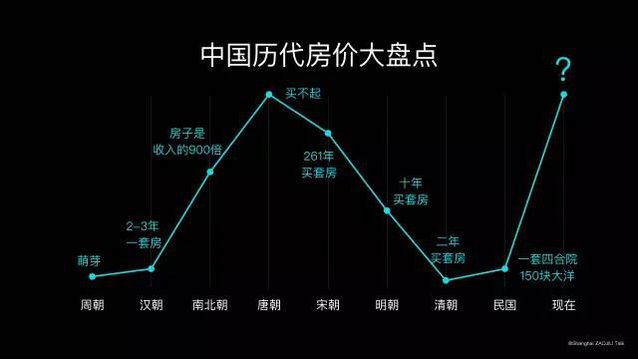 中国历代房价大盘点
?
买不起
房子是
收入的900倍
261年
买套房
十年
买套房
2-3年
一套房
二年
买套房
萌芽
一套四合院
150块大洋
周朝
汉朝
南北朝
唐朝
宋朝
明朝
清朝
民国
现在
@Shanghai ZAOJIU Talk